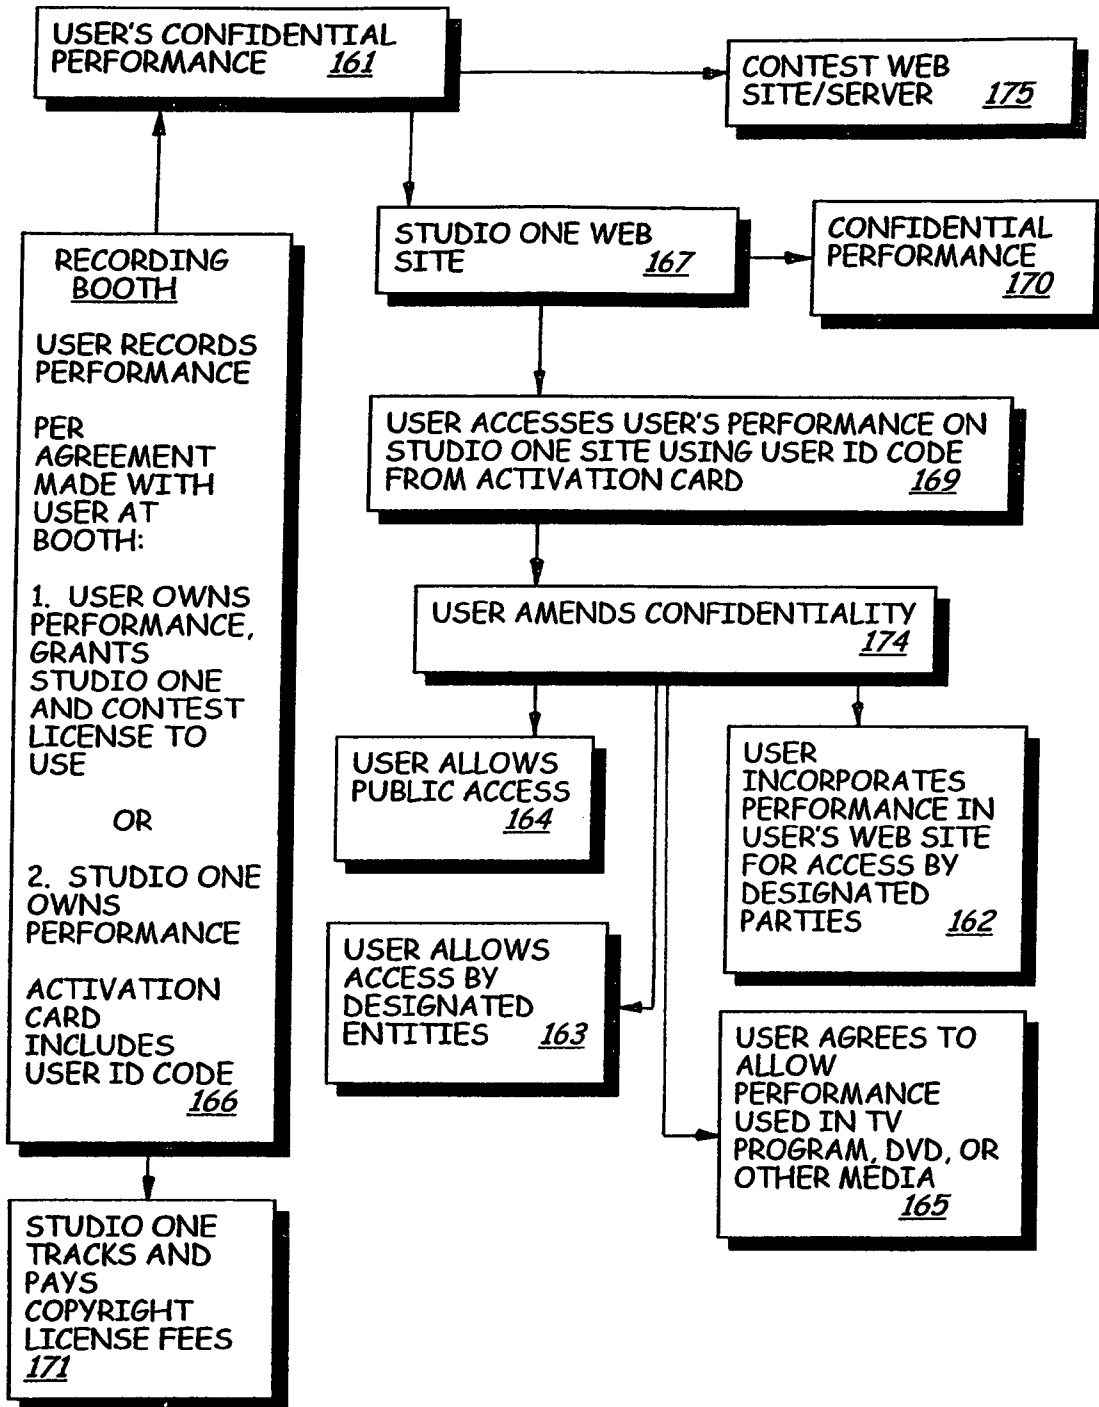 USER'S CONFIDENTIAL
PERFORMANCE 161
CONTEST WEB
SITE/SERVER 175
STUDIO ONE WEB
SITE 167
CONFIDENTIAL
PERFORMANCE
170
RECORDING
BOOTH
USER RECORDS
PERFORMANCE
PER
AGREEMENT
MADE WITH
USER AT
BOOTH:
1. USER OWNS
PERFORMANCE,
GRANTS
STUDIO ONE
AND CONTEST
LICENSE TO
USE
OR
2. STUDIO ONE
OWNS
PERFORMANCE
ACTIVATION
CARD
INCLUDES
USER ID CODE
166
USER ACCESSES USER'S PERFORMANCE ON
STUDIO ONE SITE USING USER ID CODE
FROM ACTIVATION CARD 169
USER AMENDS CONFIDENTIALITY
174
USER ALLOWS
PUBLIC ACCESS
164
USER
INCORPORATES
PERFORMANCE IN
USER'S WEB SITE
FOR ACCESS BY
DESIGNATED
PARTIES 162
USER ALLOWS
ACCESS BY
DESIGNATED
ENTITIES 163
USER AGREES TO
ALLOW
PERFORMANCE
USED IN TV
PROGRAM, DVD, OR
OTHER MEDIA
165
STUDIO ONE
TRACKS AND
PAYS
COPYRIGHT
LICENSE FEES
171